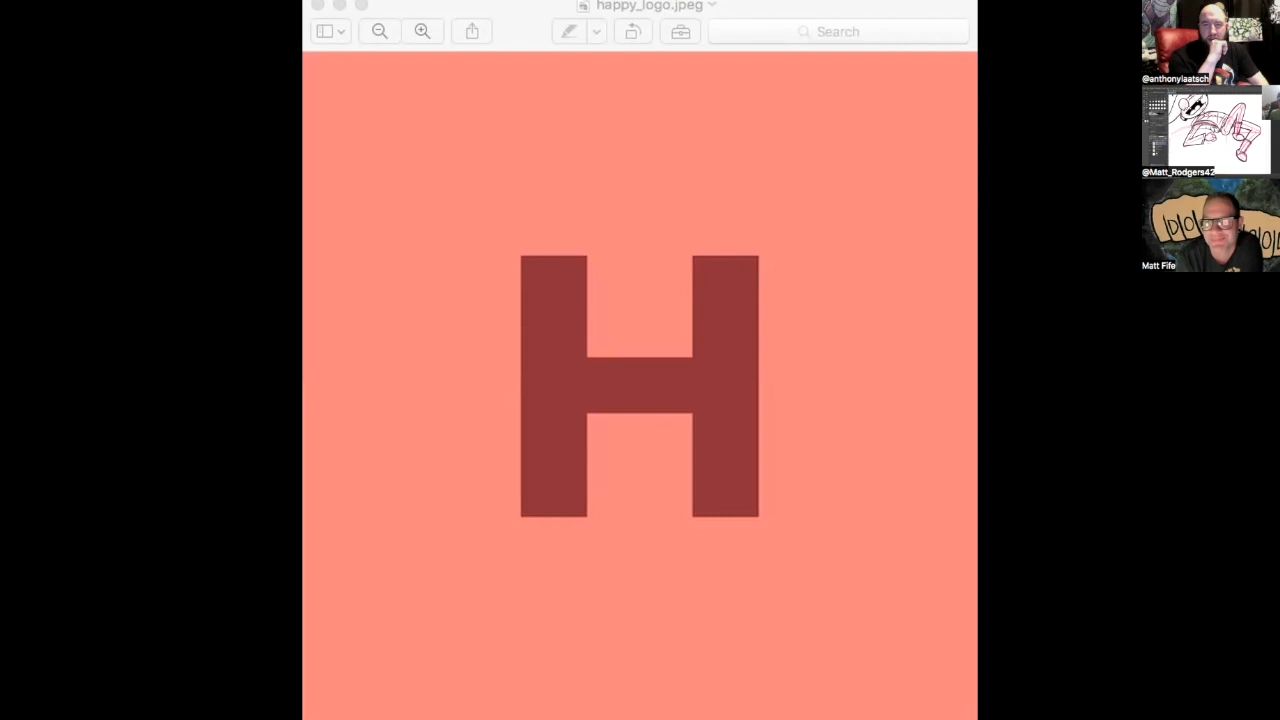 happy_logo.jpeg
Search
@anthonylaatsch
@Matt_Rodgers42
Matt Fife
H